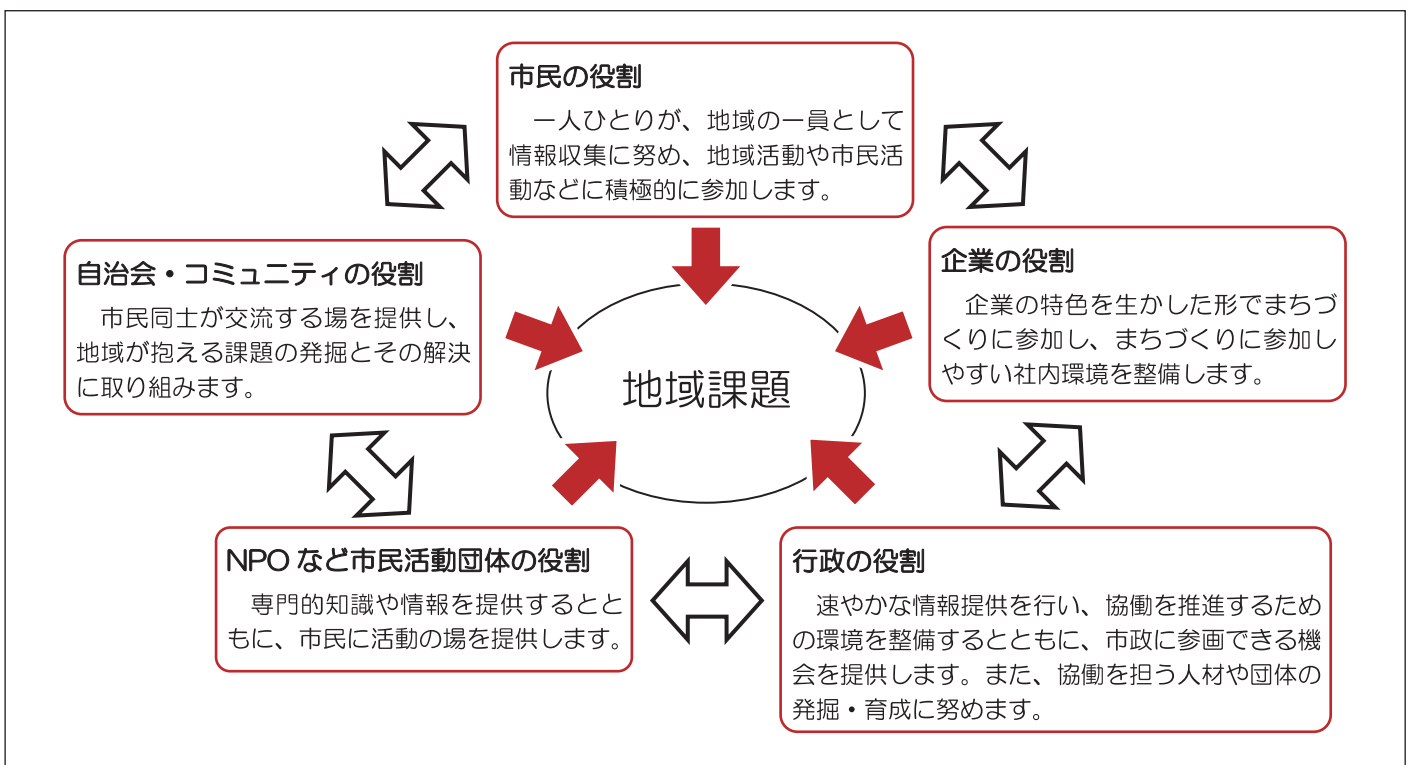 市民の役割
一人ひとりが、地域の一員として
情報収集に努め、地域活動や市民活
動などに積極的に参加します。
自治会・コミュニティの役割
市民同士が交流する場を提供し、
地域が抱える課題の発掘とその解決
に取り組みます。
企業の役割
企業の特色を生かした形でまちづ
くりに参加し、まちづくりに参加し
やすい社内環境を整備します。
地域課題
NPO など市民活動団体の役割
専門的知識や情報を提供するとと
もに、市民に活動の場を提供します。
行政の役割
速やかな情報提供を行い、協働を推進するため
の環境を整備するとともに、市政に参画できる機
会を提供します。また、協働を担う人材や団体の
発掘・育成に努めます。